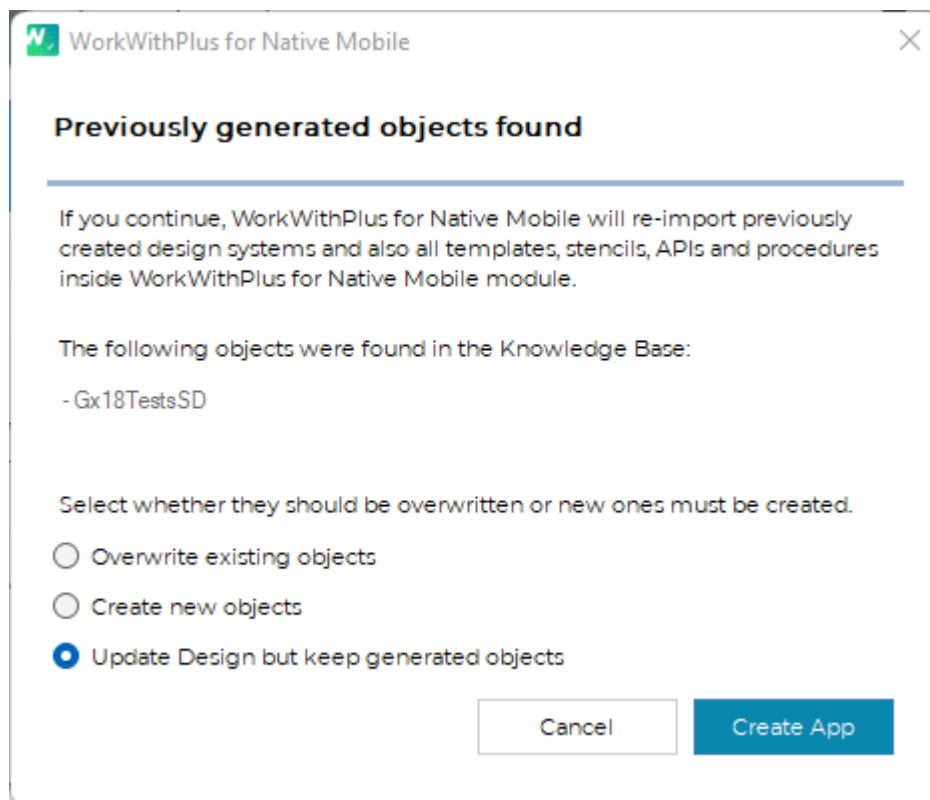 WorkWithPlus for Native Mobile
Previously generated objects found
If you continue, WorkWithPlus for Native Mobile will re-import previously
created design systems and also all templates, stencils, APIs and procedures
inside WorkWithPlus for Native Mobile module.
The following objects were found in the Knowledge Base:
- Gx18TestsSD
Select whether they should be overwritten or new ones must be created.
Overwrite existing objects
Create new objects
Update Design but keep generated objects
Cancel
Create App